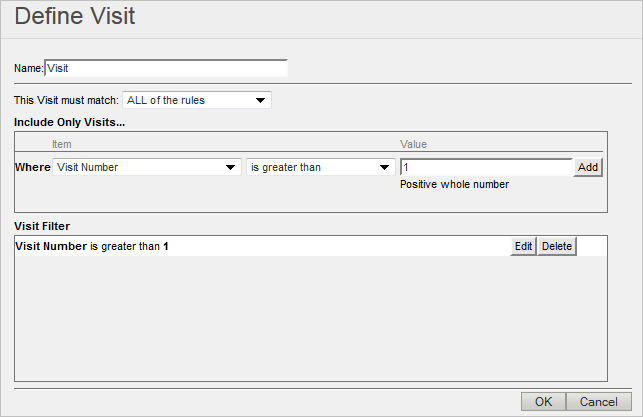 Define Visit
Name: Visit
This Visit must match: ALL of the rules
Include Only Visits...
Item Value
Where Visit Number is greater than 1 Add
Positive whole number
Visit Filter
Visit Number is greater than 1 Edit Delete
OK Cancel